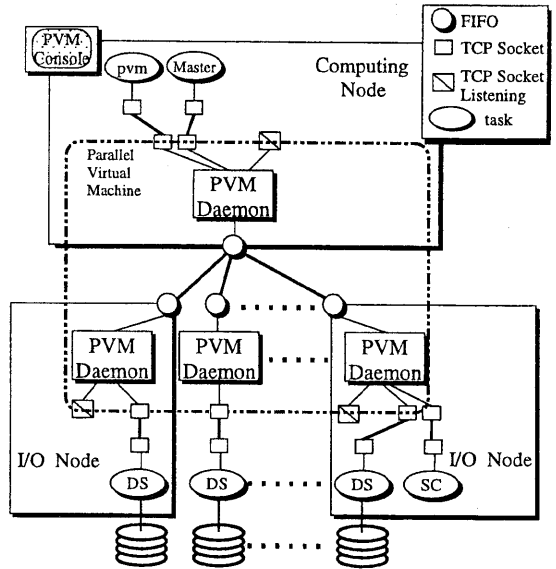 PVM
Console
pvm
Master
Computing
Node
FIFO
TCP Socket
TCP Socket
Listening
task
Parallel
Virtual
Machine
PVM
Daemon
PVM
Daemon
PVM
Daemon
PVM
Daemon
I/O Node
I/O Node
DS
DS
DS
SC